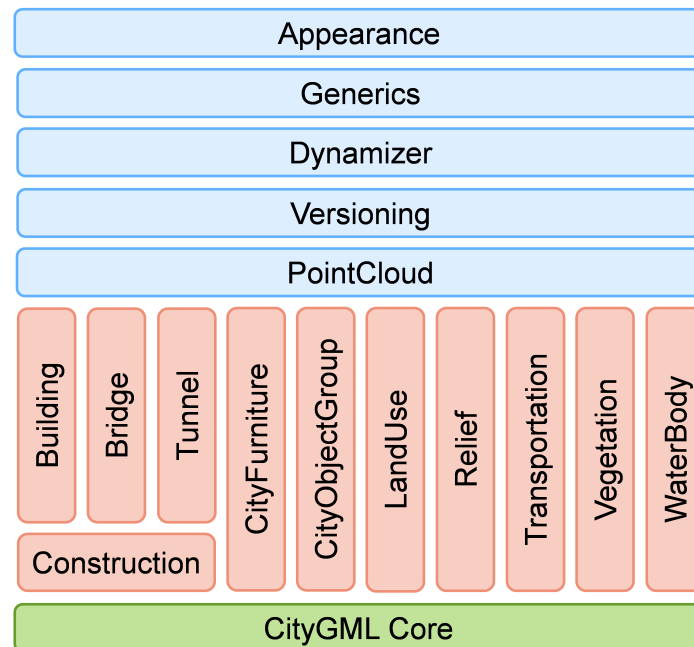 Appearance
Generics
Dynamizer
Versioning
PointCloud
Building
Bridge
Tunnel
CityFurniture
CityObjectGroup
LandUse
Relief
Transportation
Vegetation
WaterBody
Construction
CityGML Core